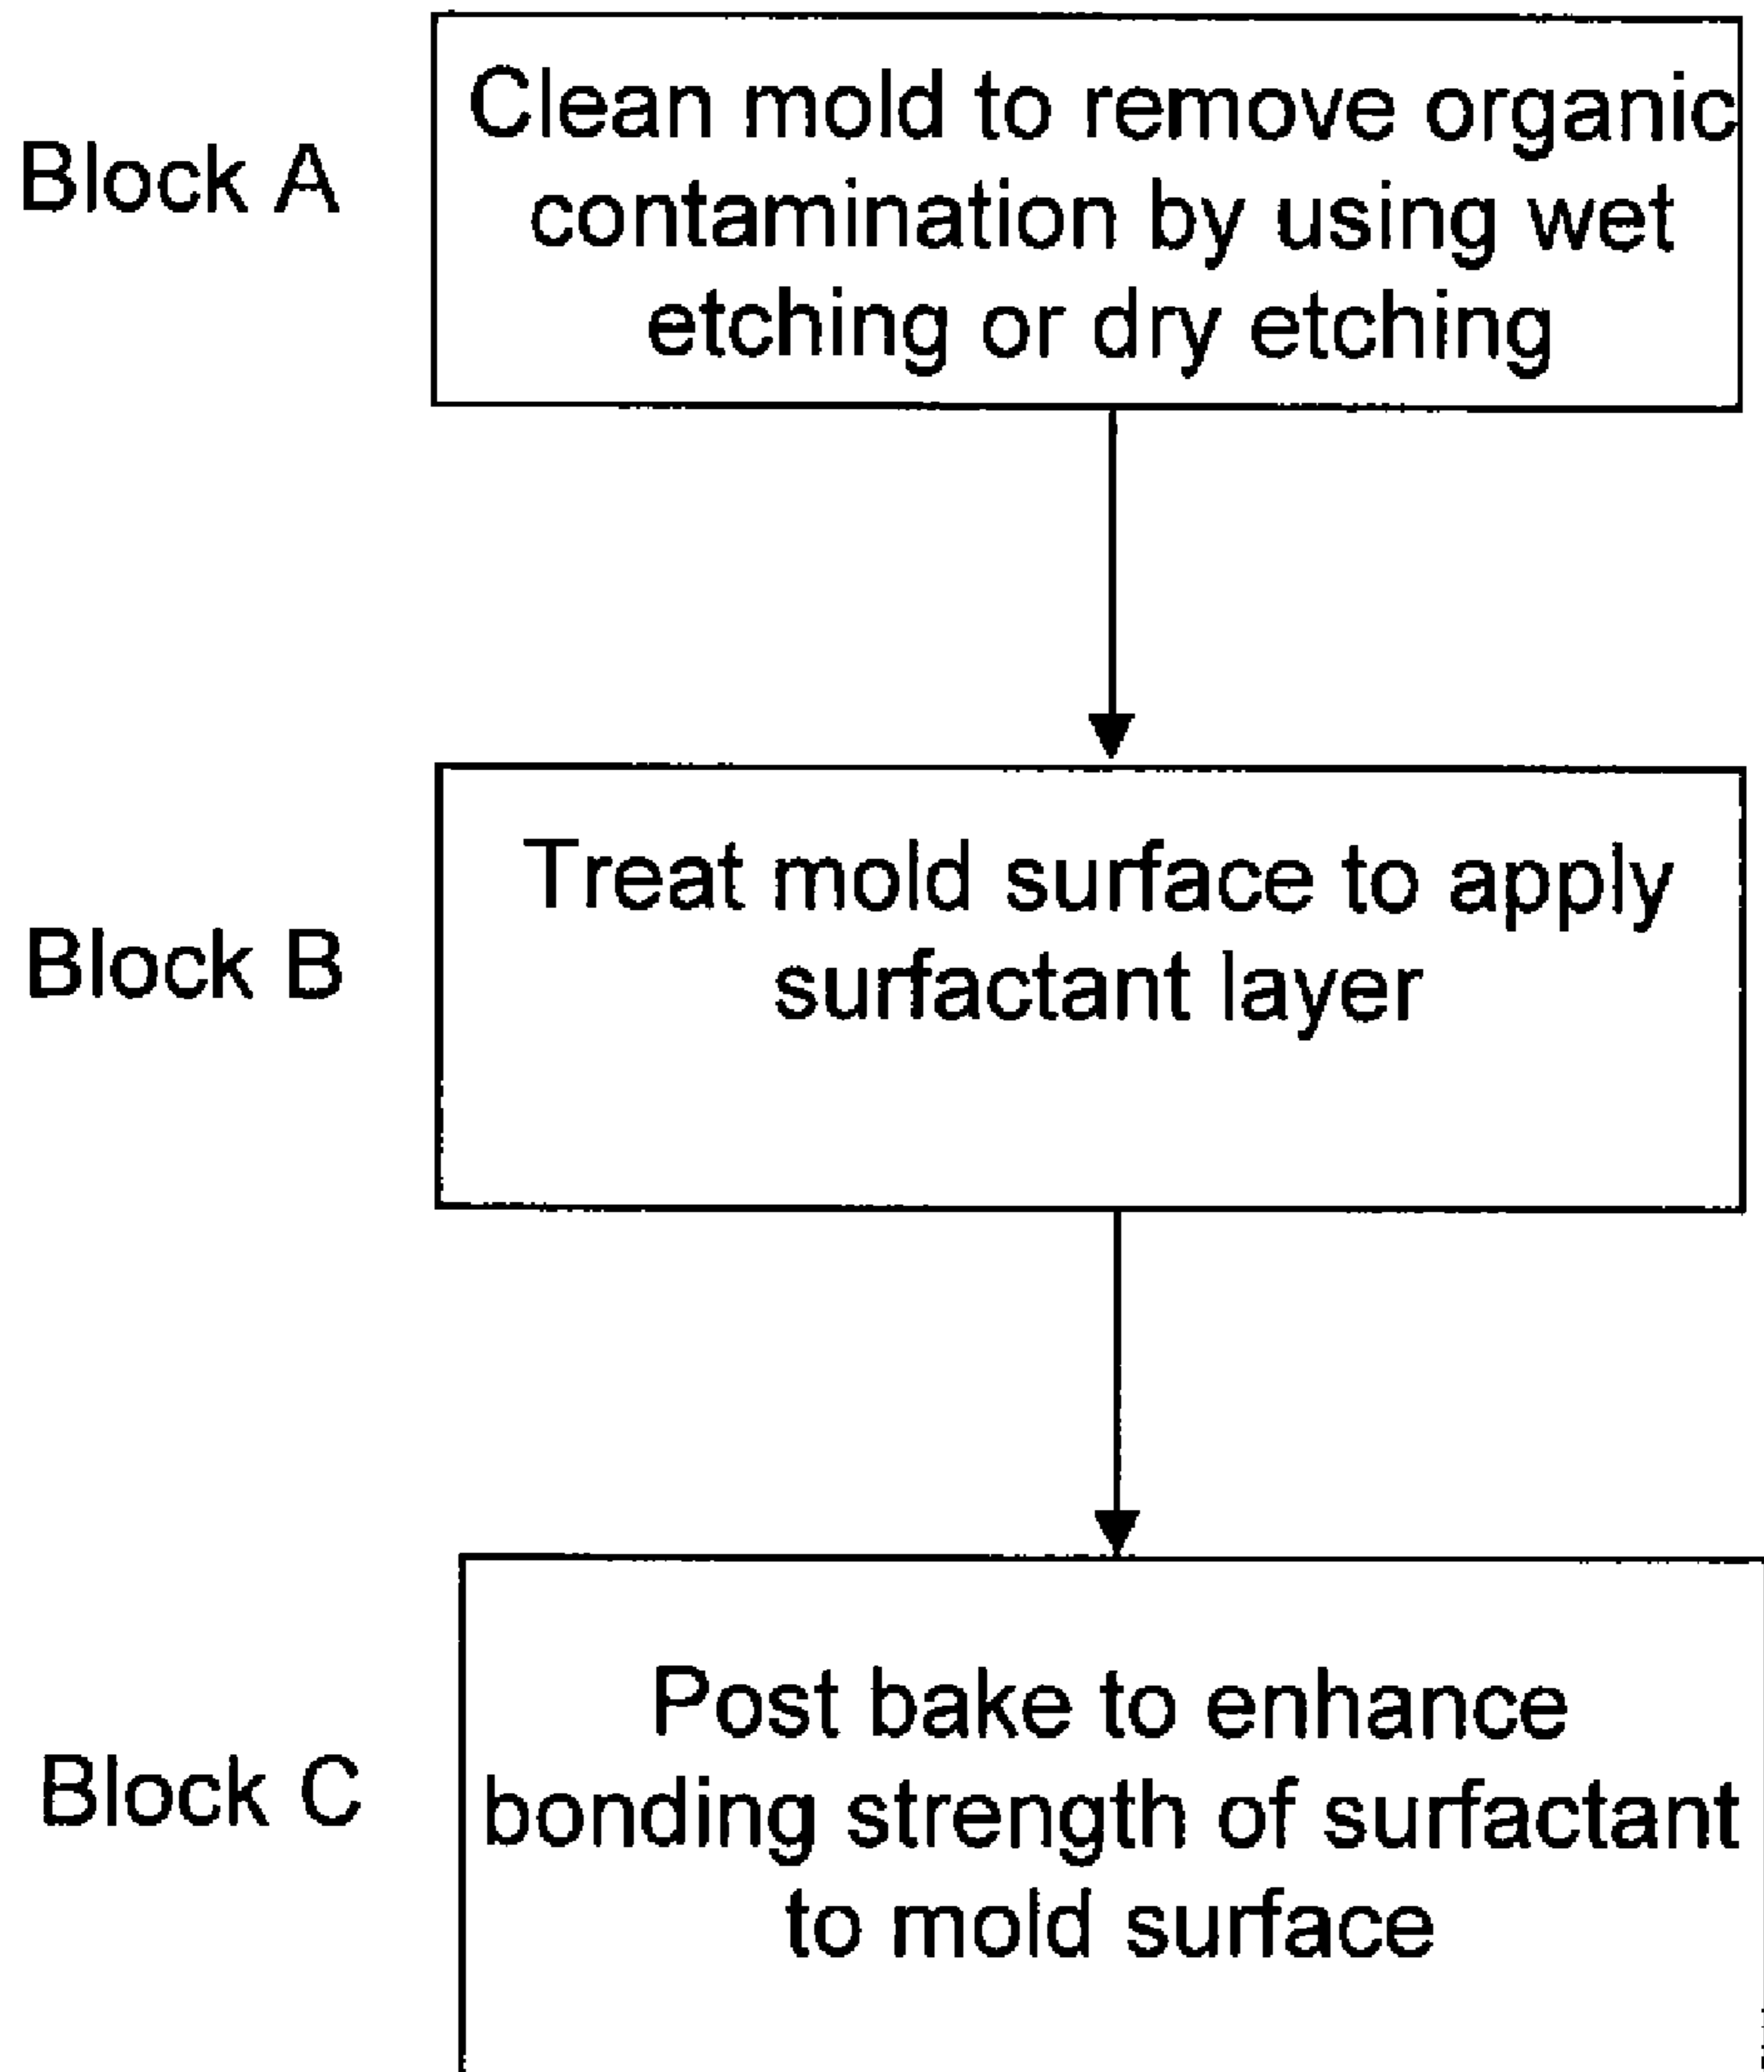 Block A
Clean mold to remove organic
contamination by using wet
etching or dry etching
Block B
Treat mold surface to apply
surfactant layer
Block C
Post bake to enhance
bonding strength of surfactant
to mold surface